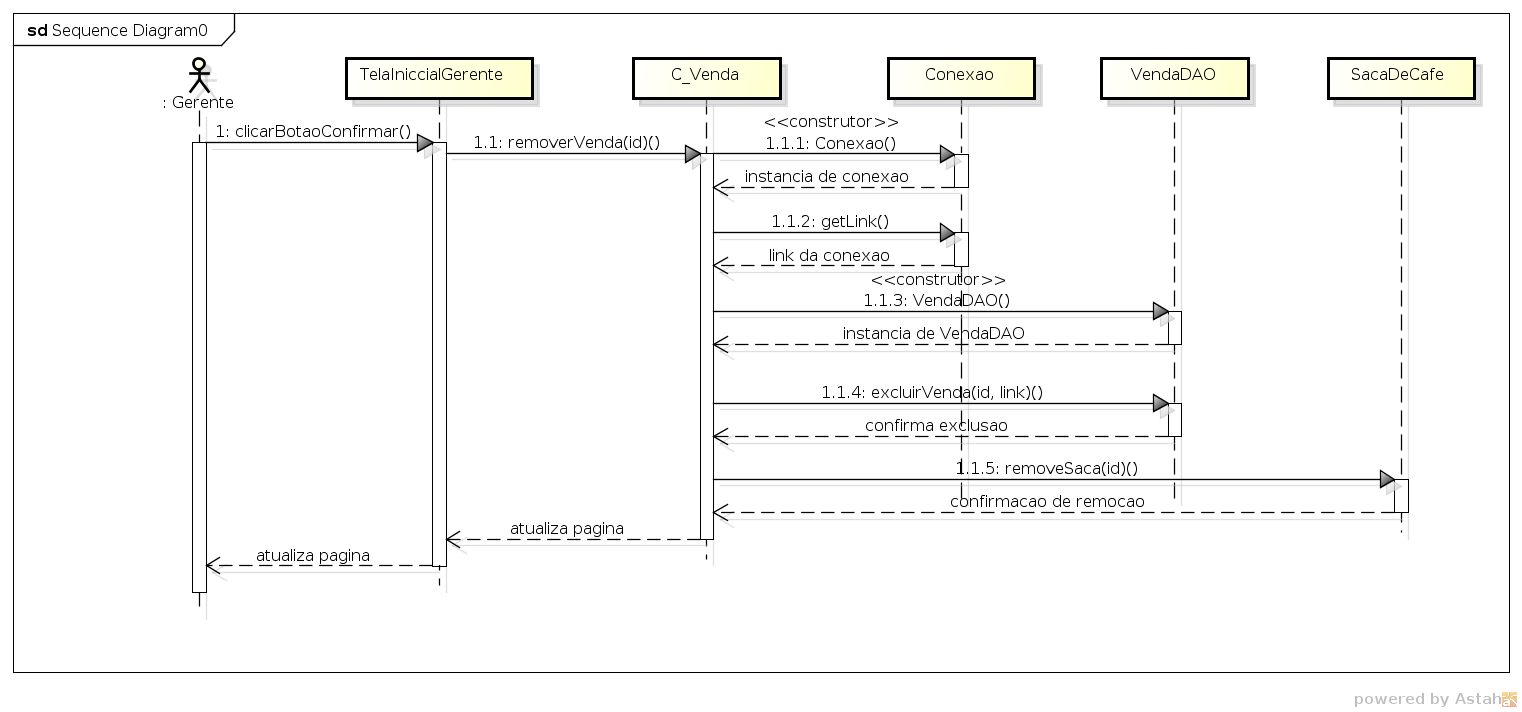 sd Sequence Diagram0
: Gerente
TelaIniccialGerente
C_Venda
Conexao
VendaDAO
SacaDeCafe
1: clicarBotaoConfirmar()
1.1: removerVenda(id)()
<<construtor>>
1.1.1: Conexao()
instancia de conexao
1.1.2: getLink()
link da conexao
<<construtor>>
1.1.3: VendaDAO()
instancia de VendaDAO
1.1.4: excluirVenda(id, link)()
confirma exclusao
1.1.5: removeSaca(id)()
confirmacao de remocao
atualiza pagina
atualiza pagina
powered by Astah